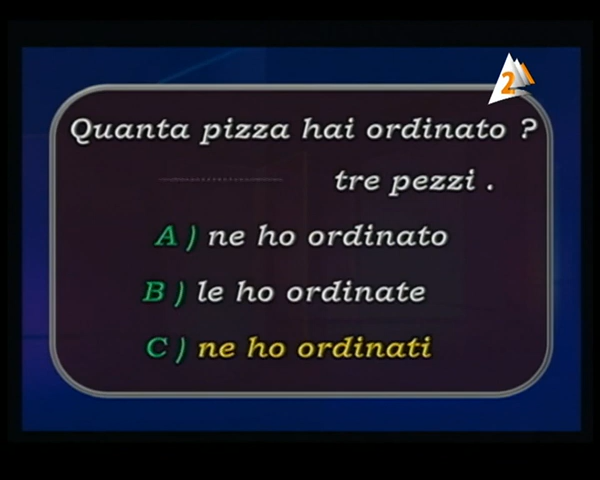 2
Quanta pizza hai ordinato ?
tre pezzi .
A ) ne ho ordinato
B ) le ho ordinate
C ) ne ho ordinati